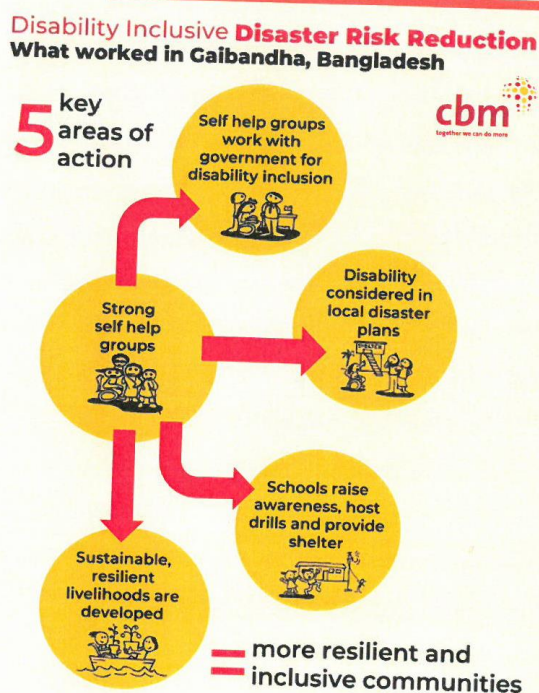 Disability Inclusive Disaster Risk Reduction
What worked in Gaibandha, Bangladesh
5 key
areas of
action
cbm
together we can do more
Self help groups
work with
government for
disability inclusion
Strong
self help
groups
Disability
considered in
local disaster
plans
SHELTER
Schools raise
awareness, host
drills and provide
shelter
Sustainable,
resilient
livelihoods are
developed
= more resilient and
inclusive communities